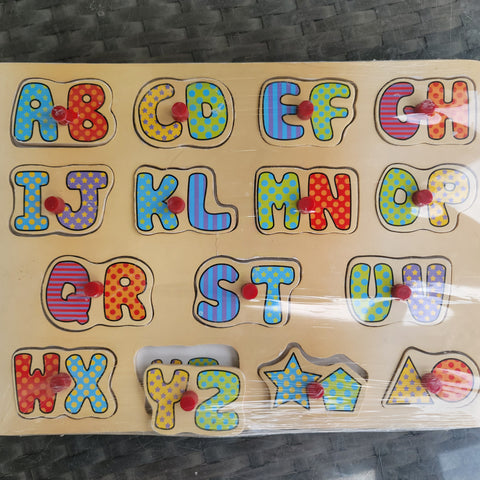 AB CD EF GH
IJ KL MN OP
QR ST UV
WX YZ